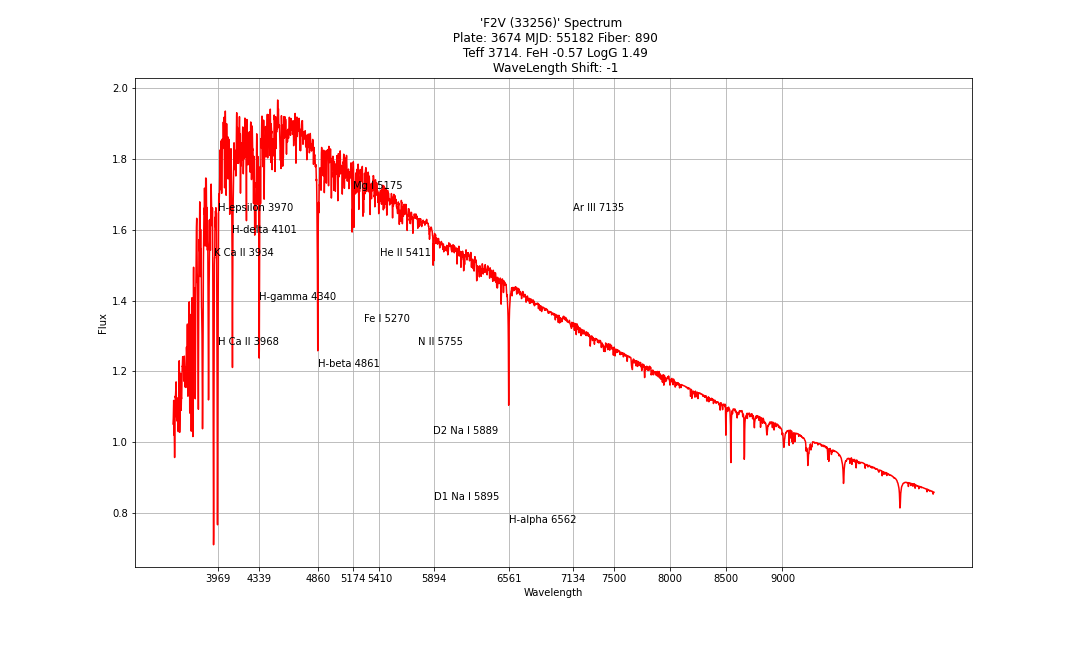 'F2V (33256)' Spectrum
Plate: 3674 MJD: 55182 Fiber: 890
Teff 3714. FeH -0.57 LogG 1.49
WaveLength Shift: -1
2.0
1.8
1.6
1.4
1.2
1.0
0.8
Flux
Mg I 5175
H-epsilon 3970
Ar III 7135
H-delta 4101
K Ca II 3934
He II 5411
H-gamma 4340
Fe I 5270
H Ca II 3968
N II 5755
H-beta 4861
D2 Na I 5889
D1 Na I 5895
H-alpha 6562
3969 4339 4860 5174 5410 5894 6561 7134 7500 8000 8500 9000
Wavelength